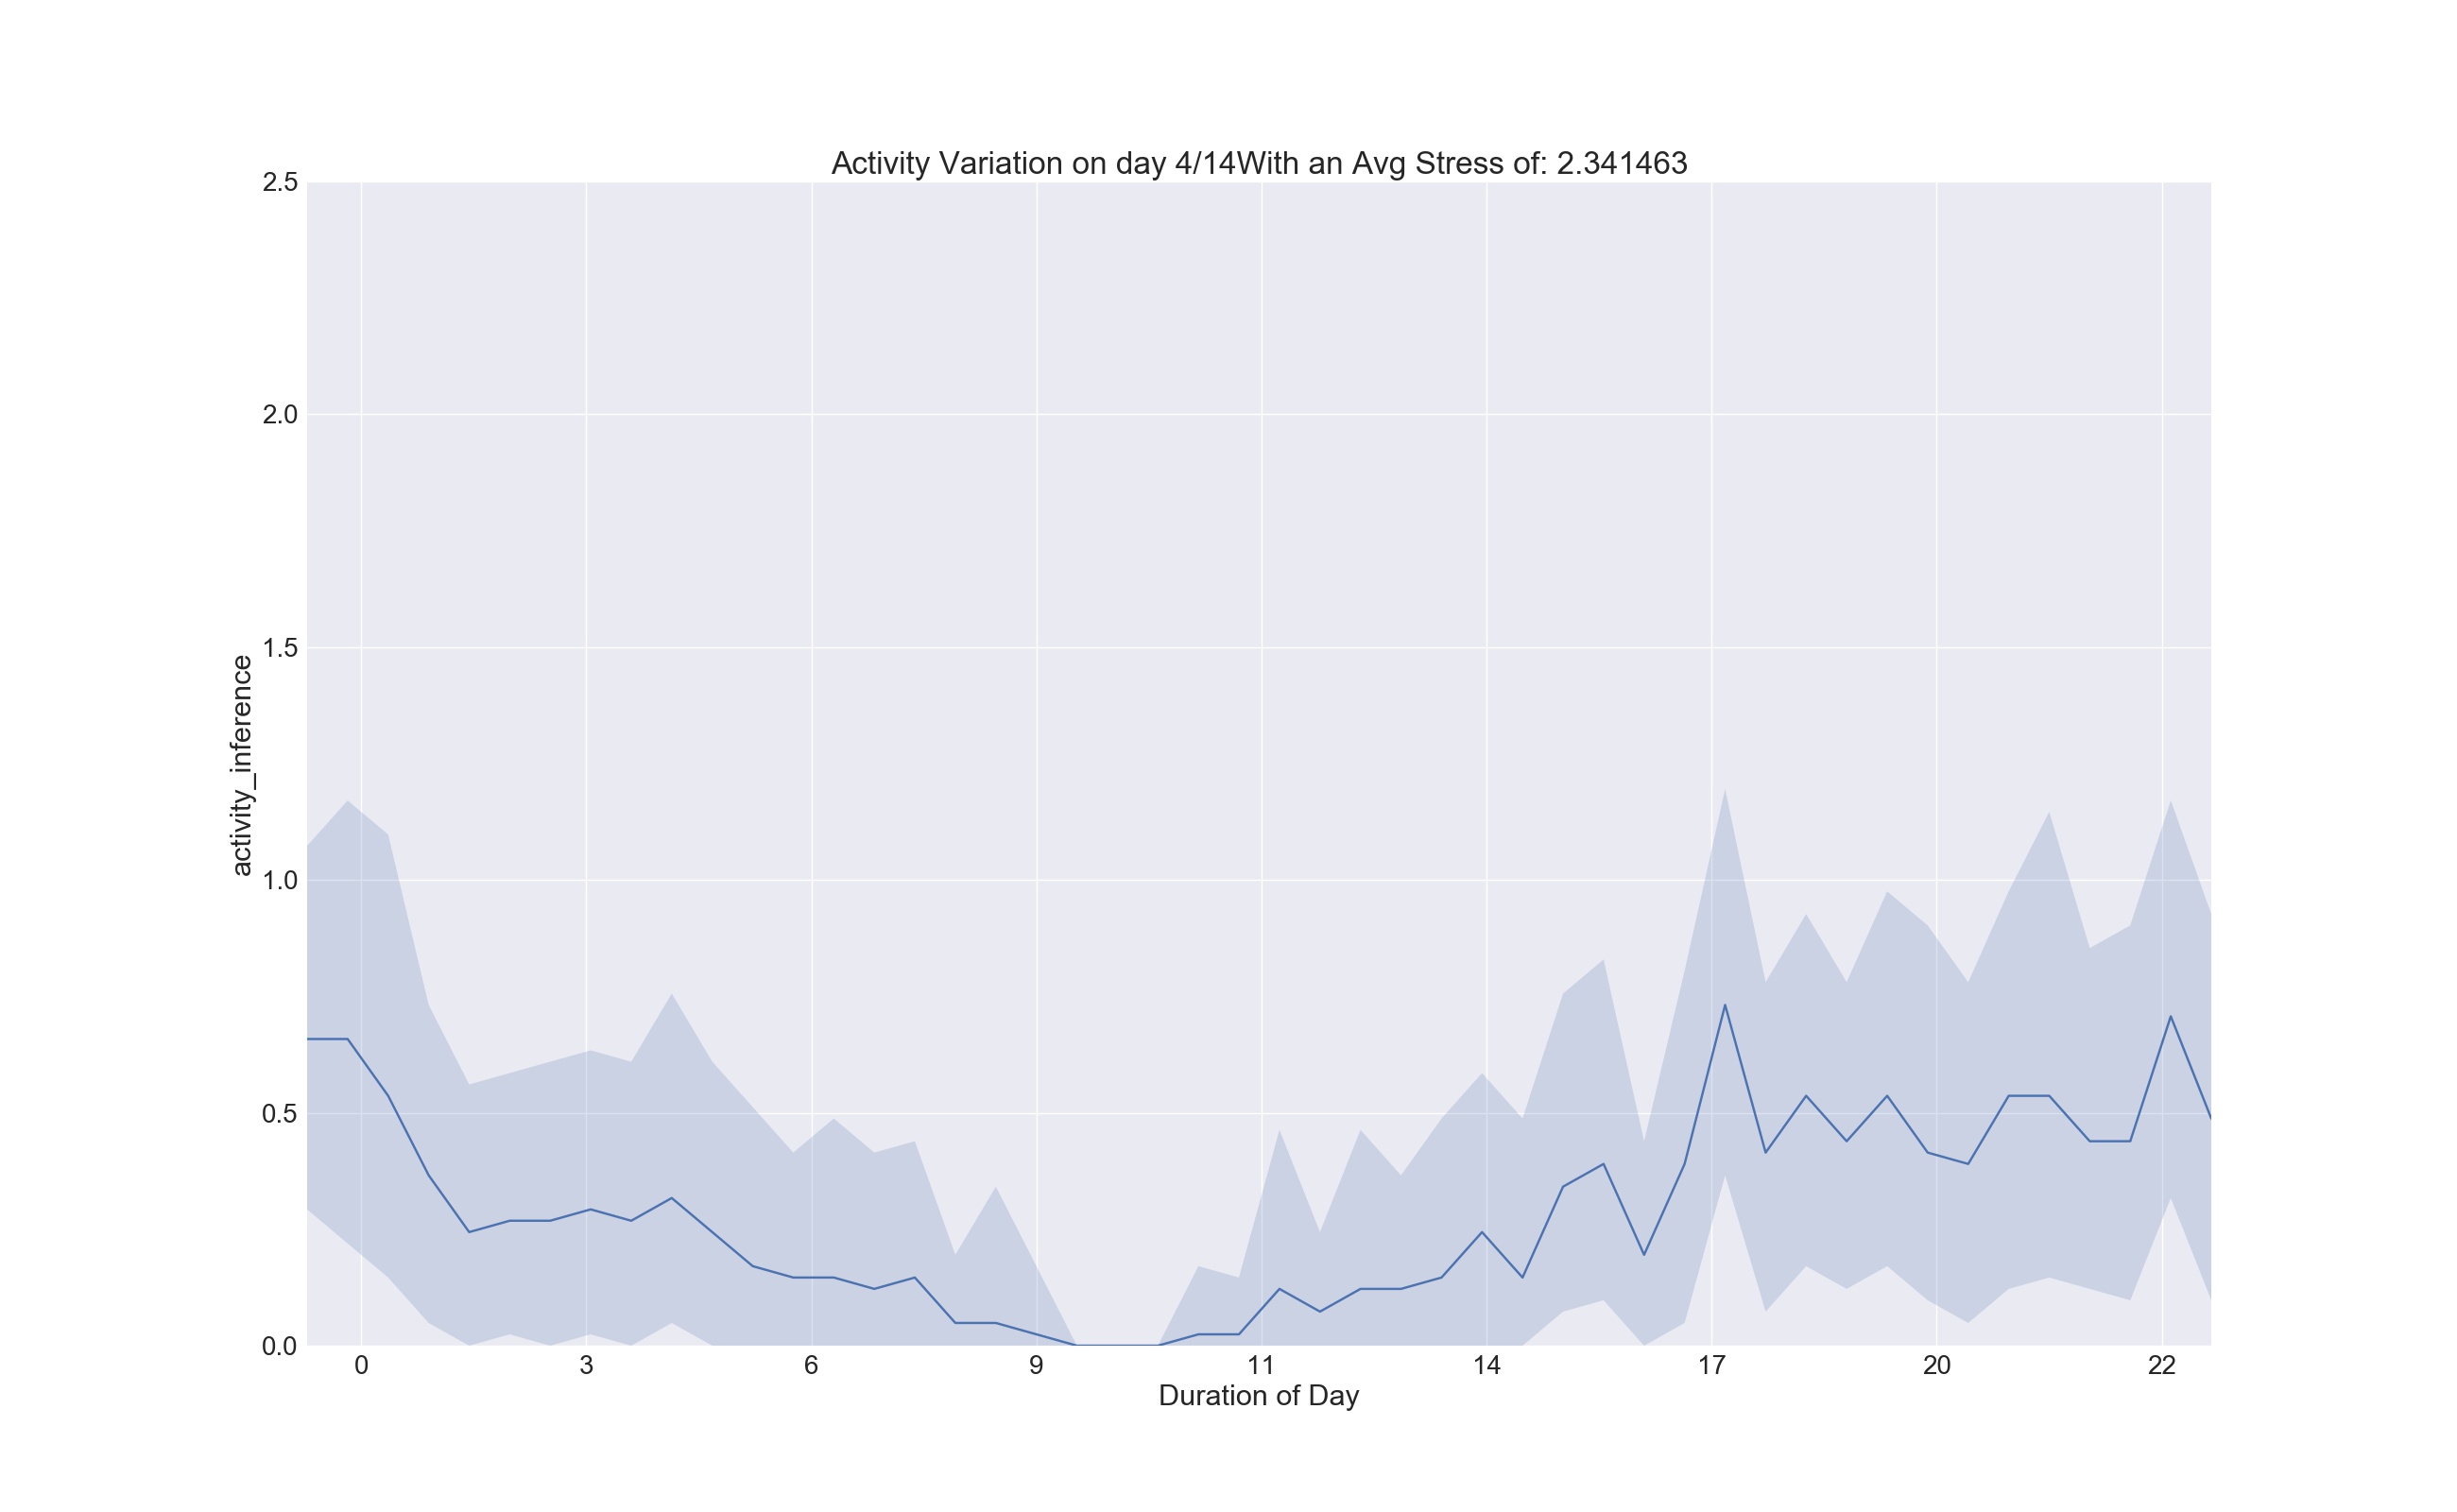 Activity Variation on day 4/14With an Avg Stress of: 2.341463
2.5
2.0
1.5
1.0
0.5
0.0
activity_inference
0 3 6 9 11 14 17 20 22
Duration of Day